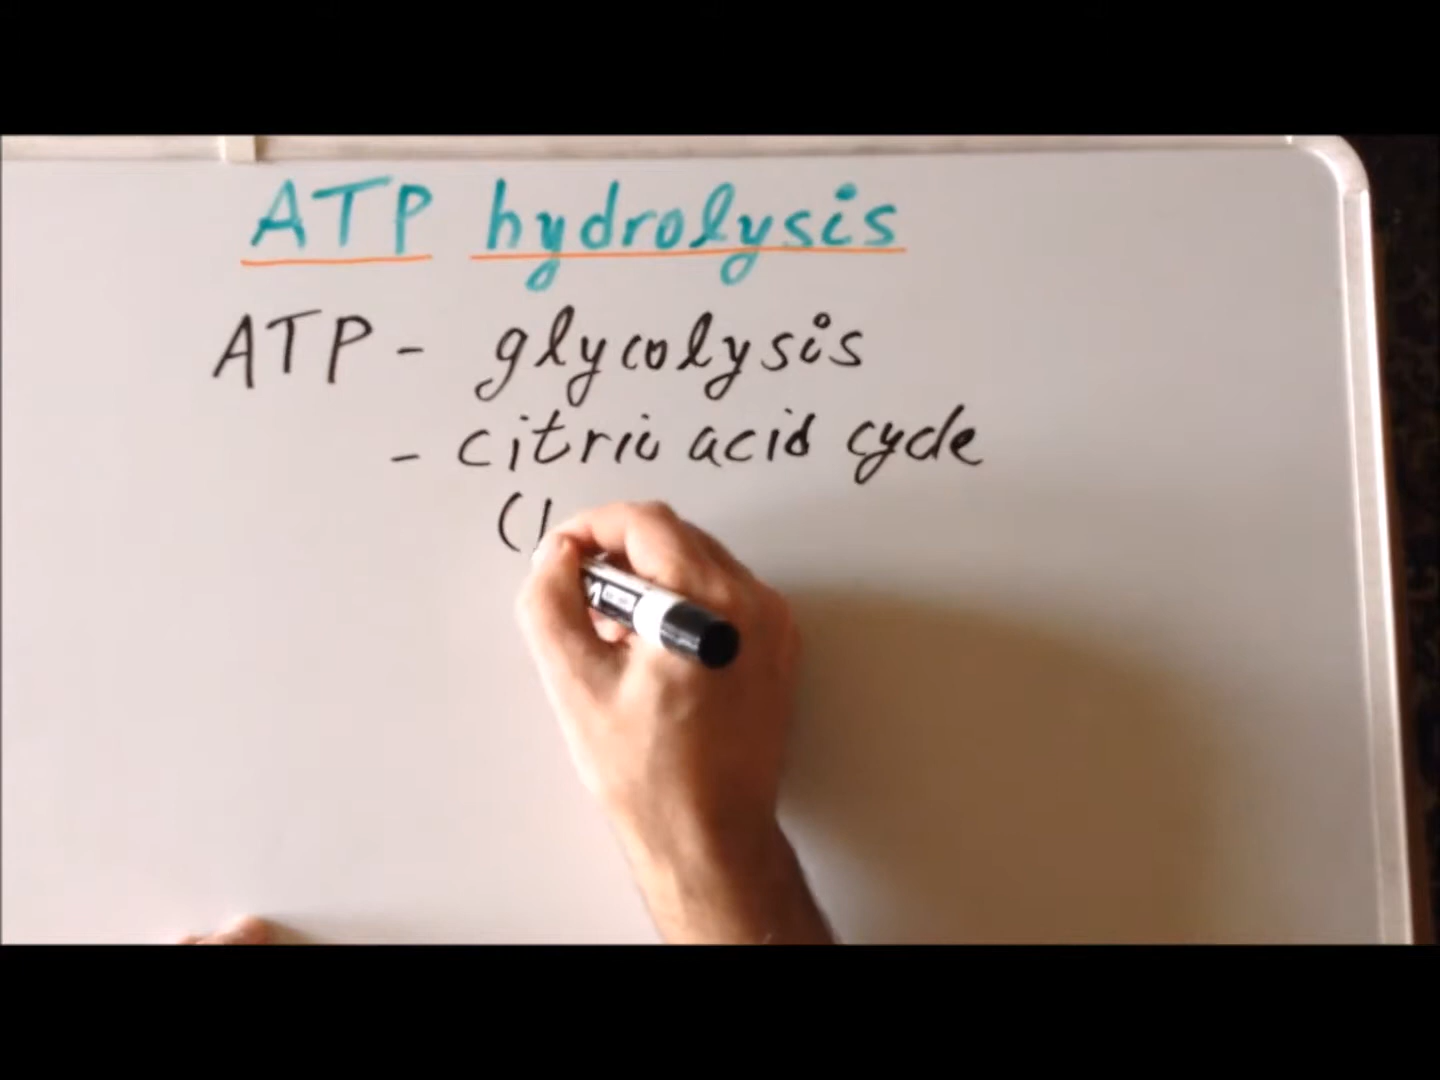 ATP hydrolysis
ATP - glycolysis
- citric acid cycle
(